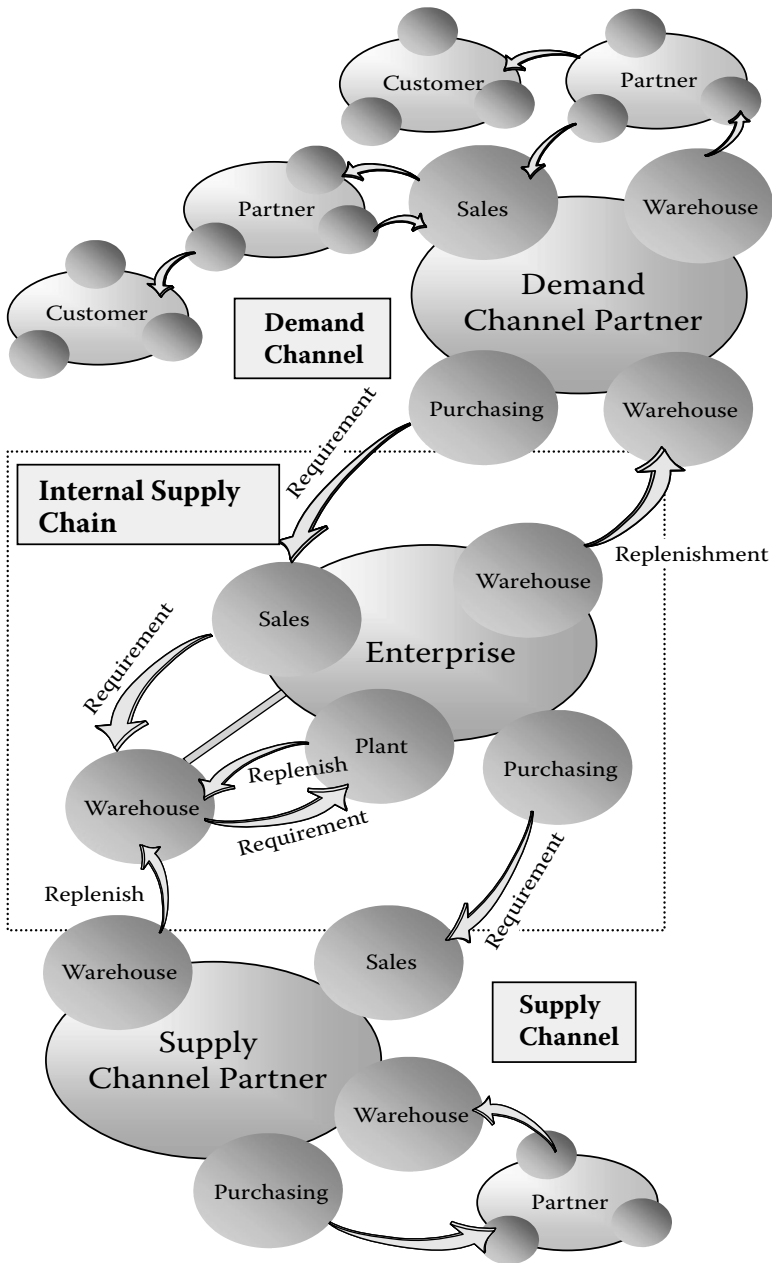 Customer
Partner
Partner
Sales
Warehouse
Customer
Demand
Channel Partner
Demand
Channel
Purchasing
Warehouse
Requirement
Internal Supply
Chain
Warehouse
Replenishment
Sales
Enterprise
Requirement
Plant
Replenish
Purchasing
Warehouse
Requirement
Requirement
Replenish
Warehouse
Sales
Supply
Channel
Supply
Channel Partner
Warehouse
Purchasing
Partner